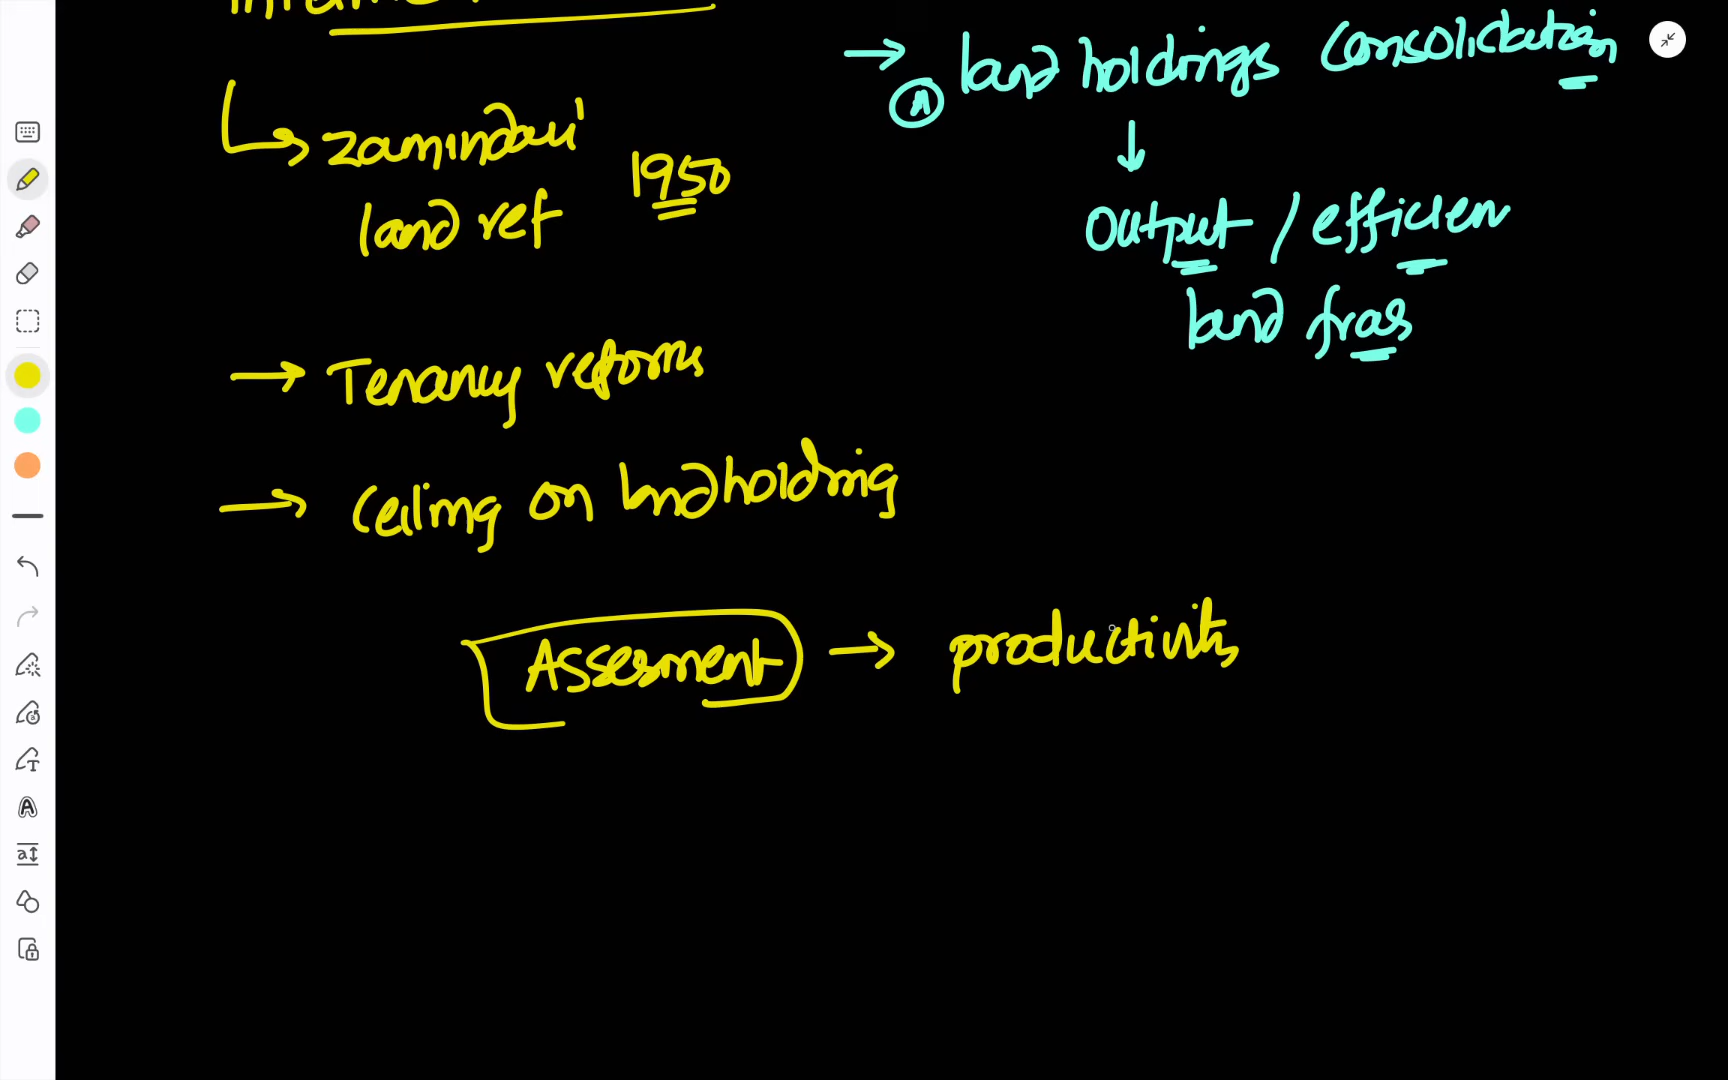 → zamindari
land ref 1950
→ Tenancy reforms
→ Ceiling on landholding
Assesment → productivity
→ land holdings Consolidation
↓
Output / efficien
land frag